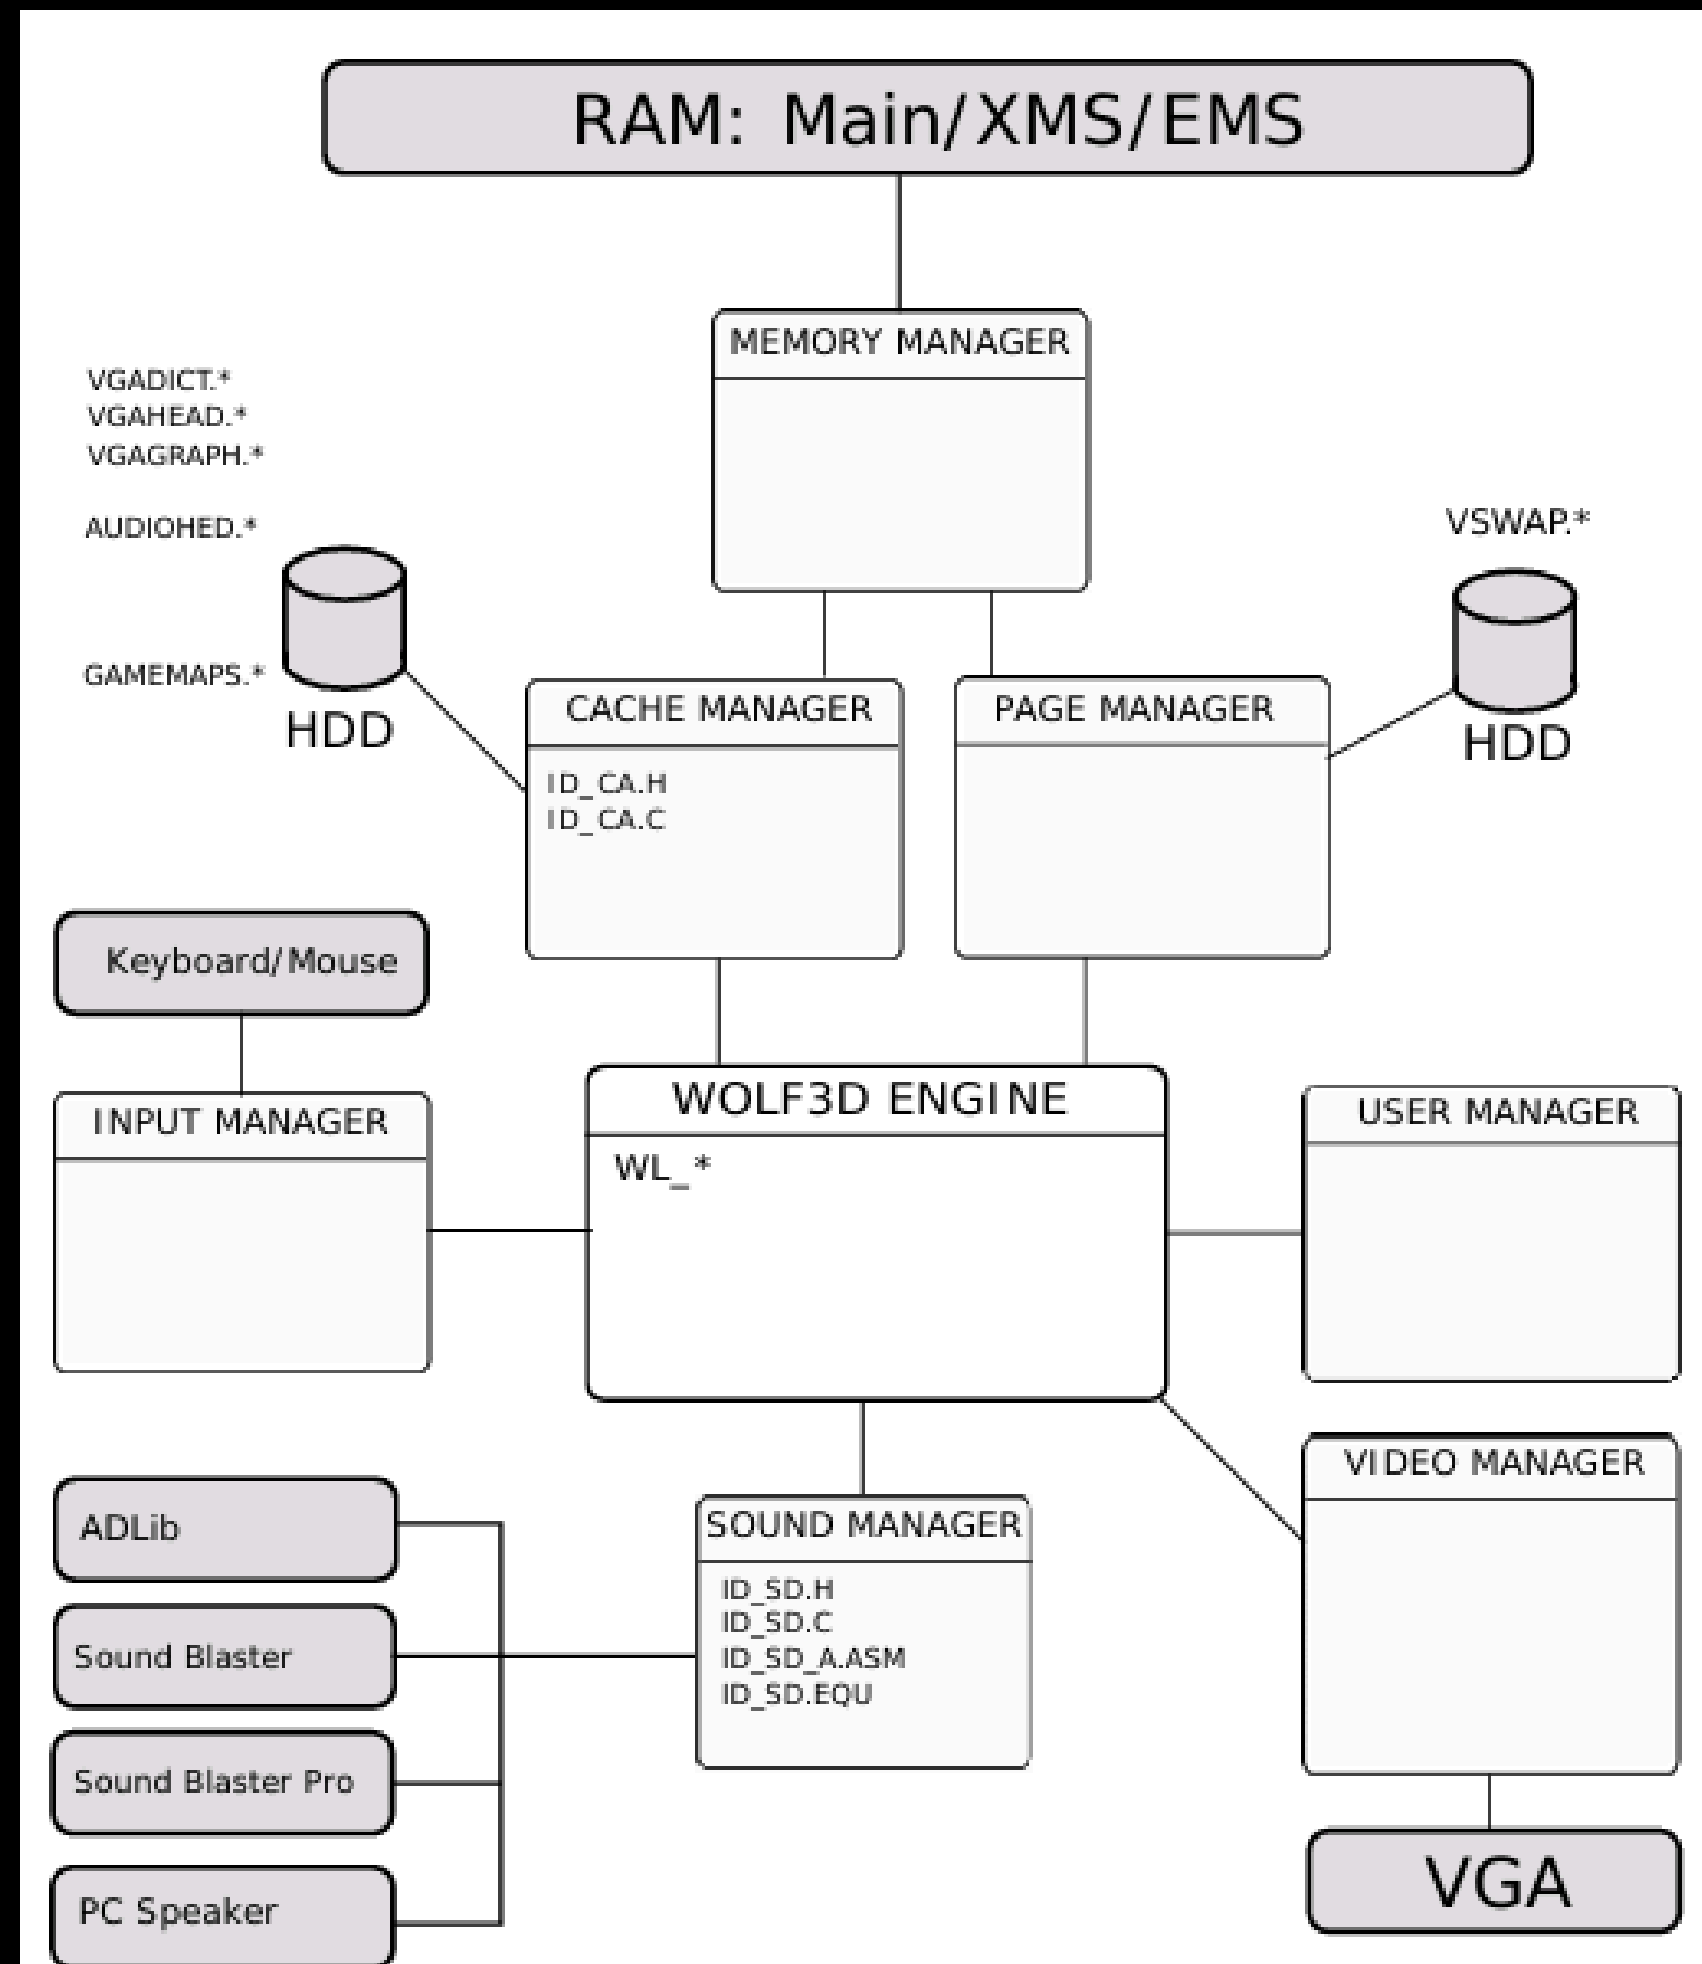 RAM: Main/XMS/EMS
MEMORY MANAGER
VGADICT.*
VGAHEAD.*
VGAGRAPH.*
AUDIOHED.*
GAMEMAPS.*
HDD
VSWAP.*
HDD
CACHE MANAGER
ID_CA.H
ID_CA.C
PAGE MANAGER
Keyboard/Mouse
INPUT MANAGER
WOLF3D ENGINE
WL_*
USER MANAGER
VIDEO MANAGER
SOUND MANAGER
ID_SD.H
ID_SD.C
ID_SD_A.ASM
ID_SD.EQU
ADLib
Sound Blaster
Sound Blaster Pro
PC Speaker
VGA